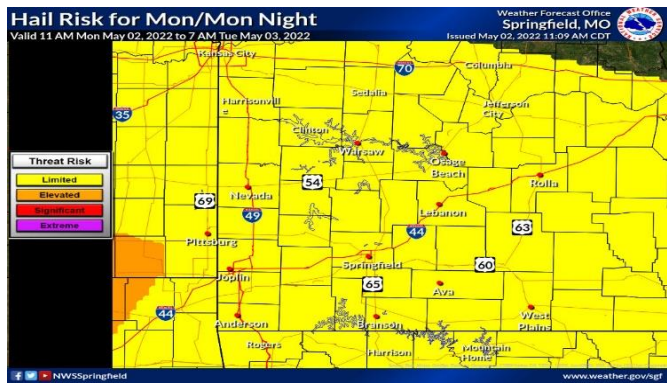 Hail Risk for Mon/Mon Night
Valid 11 AM Mon May 02, 2022 to 7 AM Tue May 03, 2022
Weather Forecast Office
Springfield, MO
Issued May 02, 2022 11:09 AM CDT
Kansas City
70
Columbia
Sedalia
Harrisonvill
e
Jefferson
City
35
Clinton
Warsaw
Osage
Beach
Threat Risk
Limited
Elevated
Significant
Extreme
Nevada
54
Rolla
69
49
Lebanon
63
Pittsburg
44
Springfield
60
Joplin
65
Ava
44
Anderson
Branson
West
Plains
Rogers
Harrison
Mountain
Home
NWSSpringfield
www.weather.gov/sgf